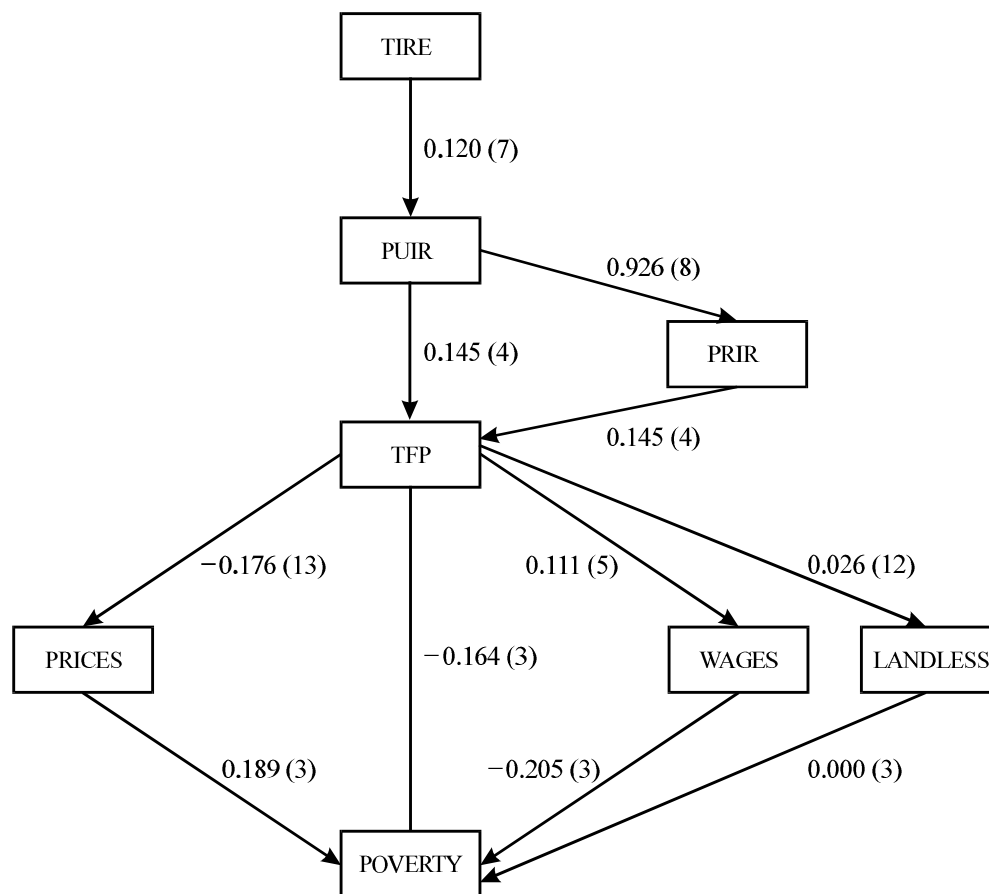 TIRE
0.120 (7)
PUIR
0.926 (8)
0.145 (4)
PRIR
0.145 (4)
TFP
−0.176 (13)
0.111 (5)
0.026 (12)
PRICES
−0.164 (3)
WAGES
LANDLESS
0.189 (3)
−0.205 (3)
0.000 (3)
POVERTY